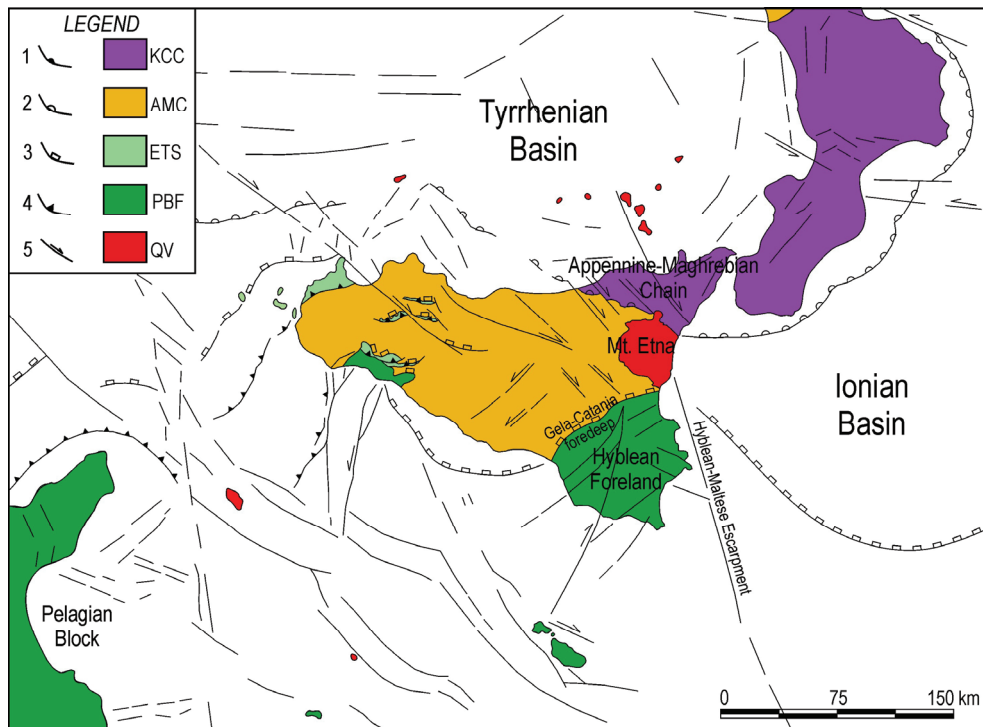 LEGEND
1 KCC
2 AMC
3 ETS
4 PBF
5 QV
Tyrrhenian
Basin
Appennine-Maghrebian
Chain
Mt. Etna
Ionian
Basin
Gela-Catania
foredeep
Hyblean
Foreland
Hyblean-Maltese Escarpment
Pelagian
Block
0 75 150 km